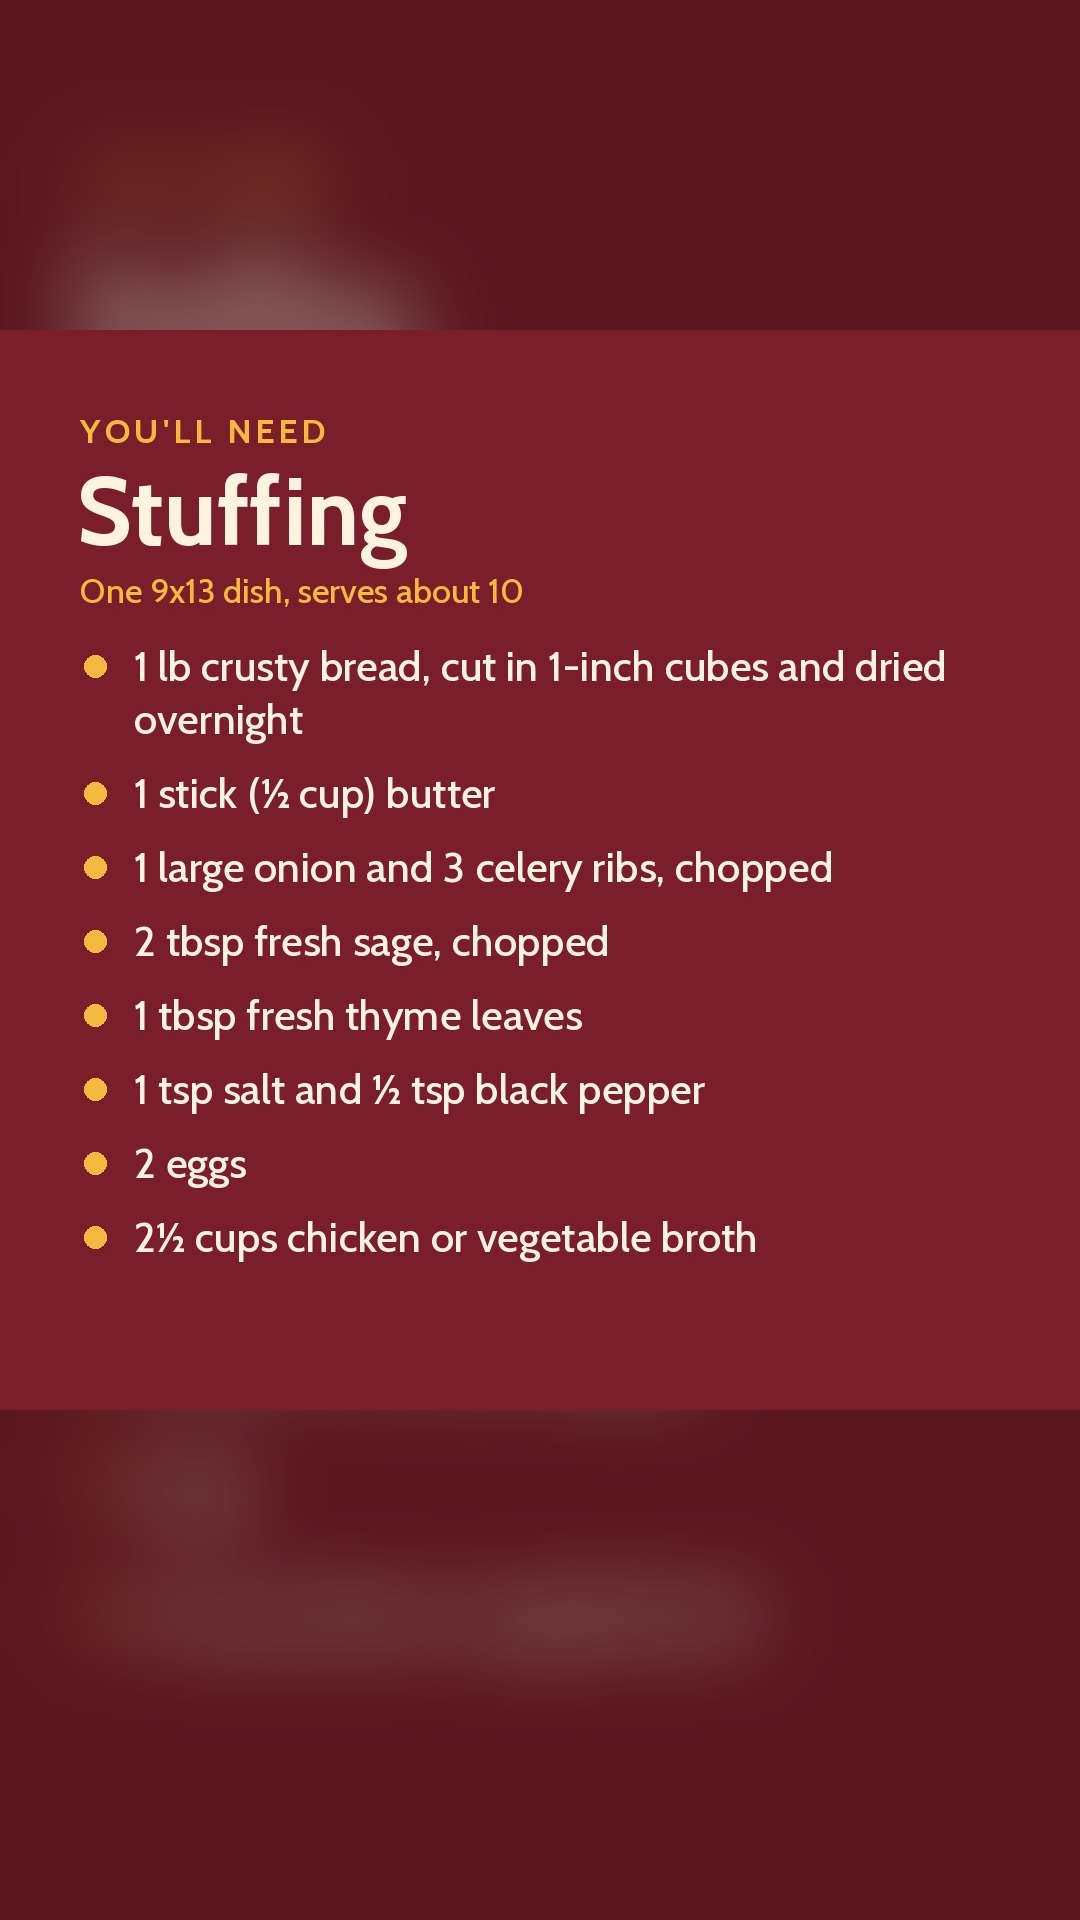 YOU'LL NEED
Stuffing
One 9x13 dish, serves about 10
1 lb crusty bread, cut in 1-inch cubes and dried
overnight
1 stick (½ cup) butter
1 large onion and 3 celery ribs, chopped
2 tbsp fresh sage, chopped
1 tbsp fresh thyme leaves
1 tsp salt and ½ tsp black pepper
2 eggs
2½ cups chicken or vegetable broth